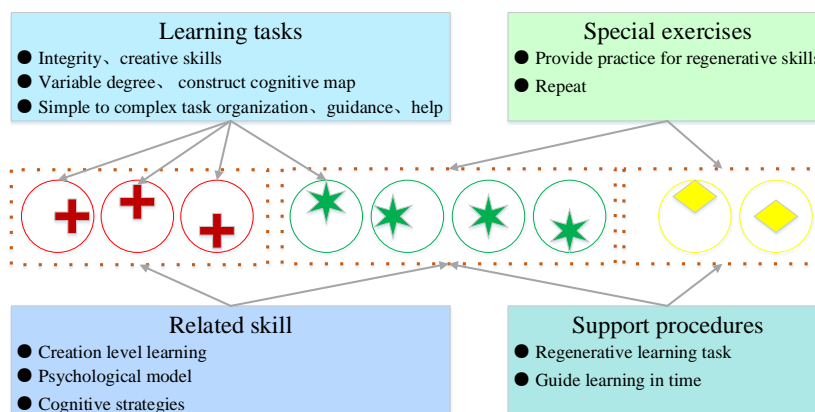 Learning tasks
● Integrity、creative skills
● Variable degree、 construct cognitive map
● Simple to complex task organization、guidance、help
Special exercises
● Provide practice for regenerative skills
● Repeat
Related skill
● Creation level learning
● Psychological model
● Cognitive strategies
Support procedures
● Regenerative learning task
● Guide learning in time